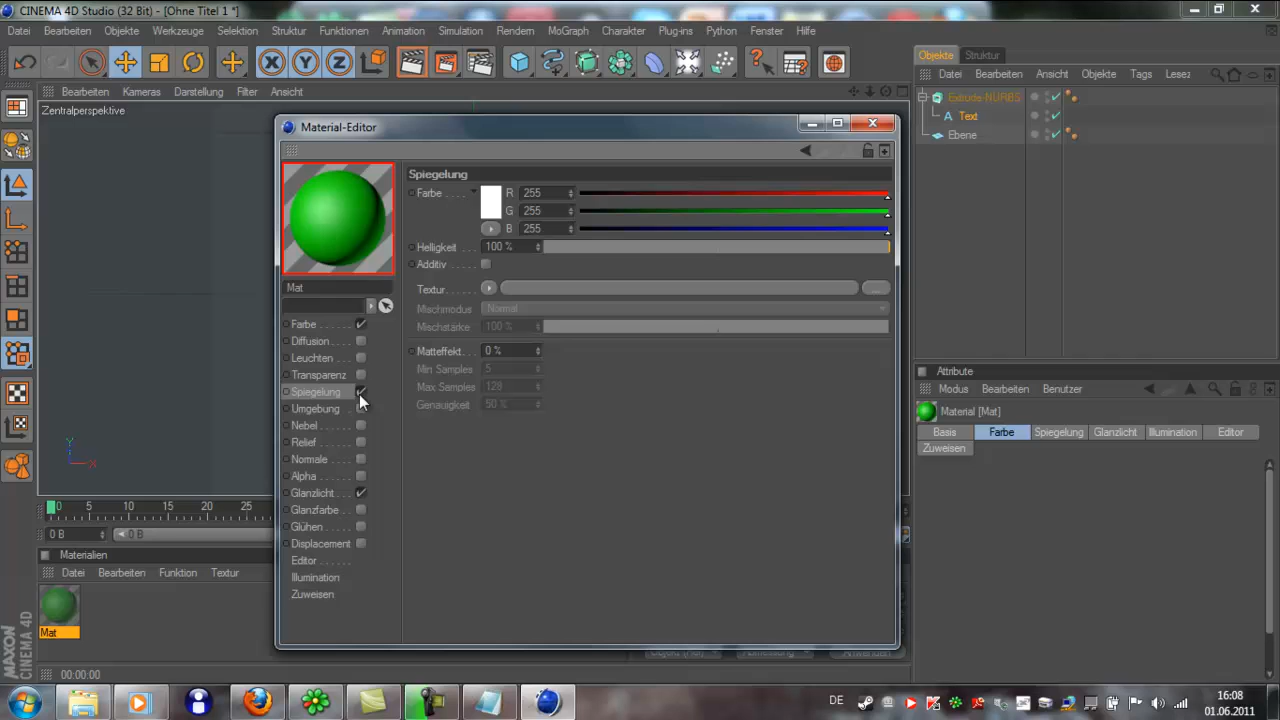 CINEMA 4D Studio (32 Bit) - [Ohne Titel 1 *]
Datei Bearbeiten Objekte Werkzeuge Selektion Struktur Funktionen Animation Simulation Rendern MoGraph Charakter Plug-ins Python Fenster Hilfe
X Y Z ?
Objekte Struktur
Datei Bearbeiten Ansicht Objekte Tags Lesez
Bearbeiten Kameras Darstellung Filter Ansicht
Zentralperspektive
Extrude-NURBS
A Text
Ebene
Material-Editor
Spiegelung
Farbe R 255
G 255
B 255
Helligkeit 100 %
Additiv
Textur ...
Mischmodus Normal
Mischstärke 100 %
Matteffekt 0 %
Min Samples 5
Max Samples 128
Genauigkeit 50 %
Mat
Farbe
Diffusion
Leuchten
Transparenz
Spiegelung
Umgebung
Nebel
Relief
Normale
Alpha
Glanzlicht
Glanzfarbe
Glühen
Displacement
Editor
Illumination
Zuweisen
Attribute
Modus Bearbeiten Benutzer
Material [Mat]
Basis Farbe Spiegelung Glanzlicht Illumination Editor
Zuweisen
Y
X
0 5 10 15 20 25
0 B 0 B
Materialien
Datei Bearbeiten Funktion Textur
Mat
MAXON
CINEMA 4D
00:00:00
DE
16:08
01.06.2011